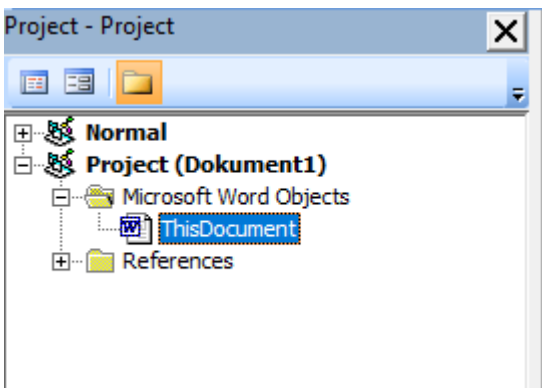 Project - Project
Normal
Project (Dokument1)
Microsoft Word Objects
ThisDocument
References